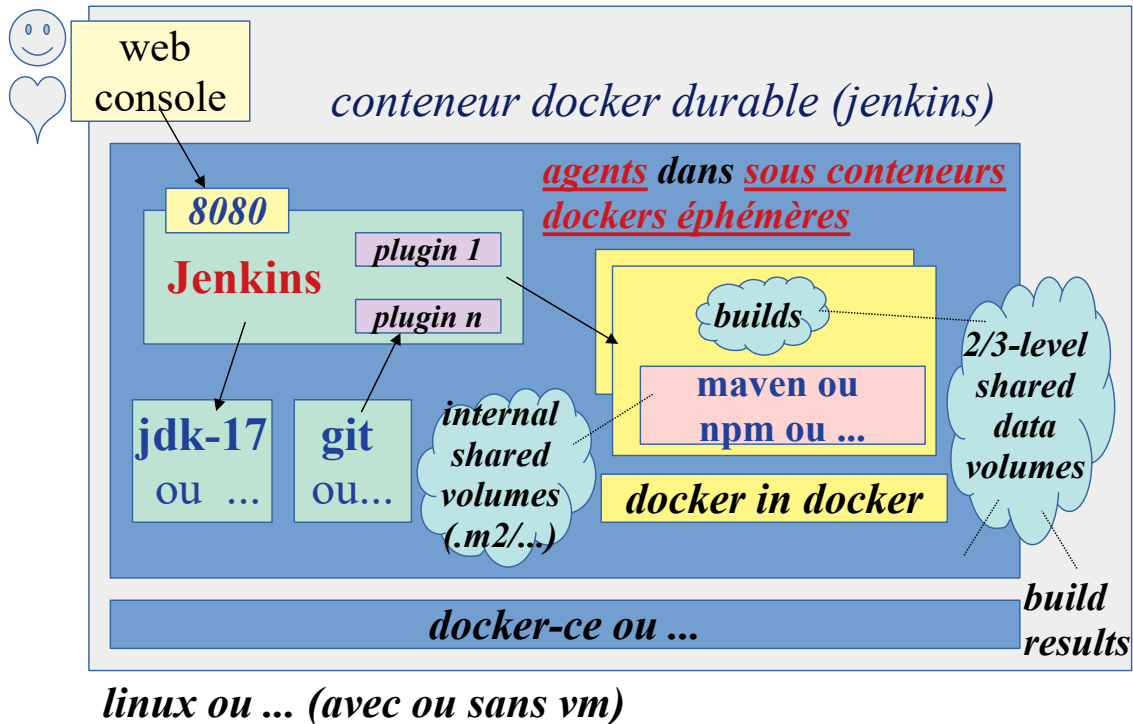 web
console
conteneur docker durable (jenkins)
agents dans sous conteneurs
dockers éphémères
8080
Jenkins
plugin 1
plugin n
builds
maven ou
npm ou ...
2/3-level
shared
data
volumes
jdk-17
ou ...
git
ou...
internal
shared
volumes
(.m2/...)
docker in docker
docker-ce ou ...
build
results
linux ou ... (avec ou sans vm)